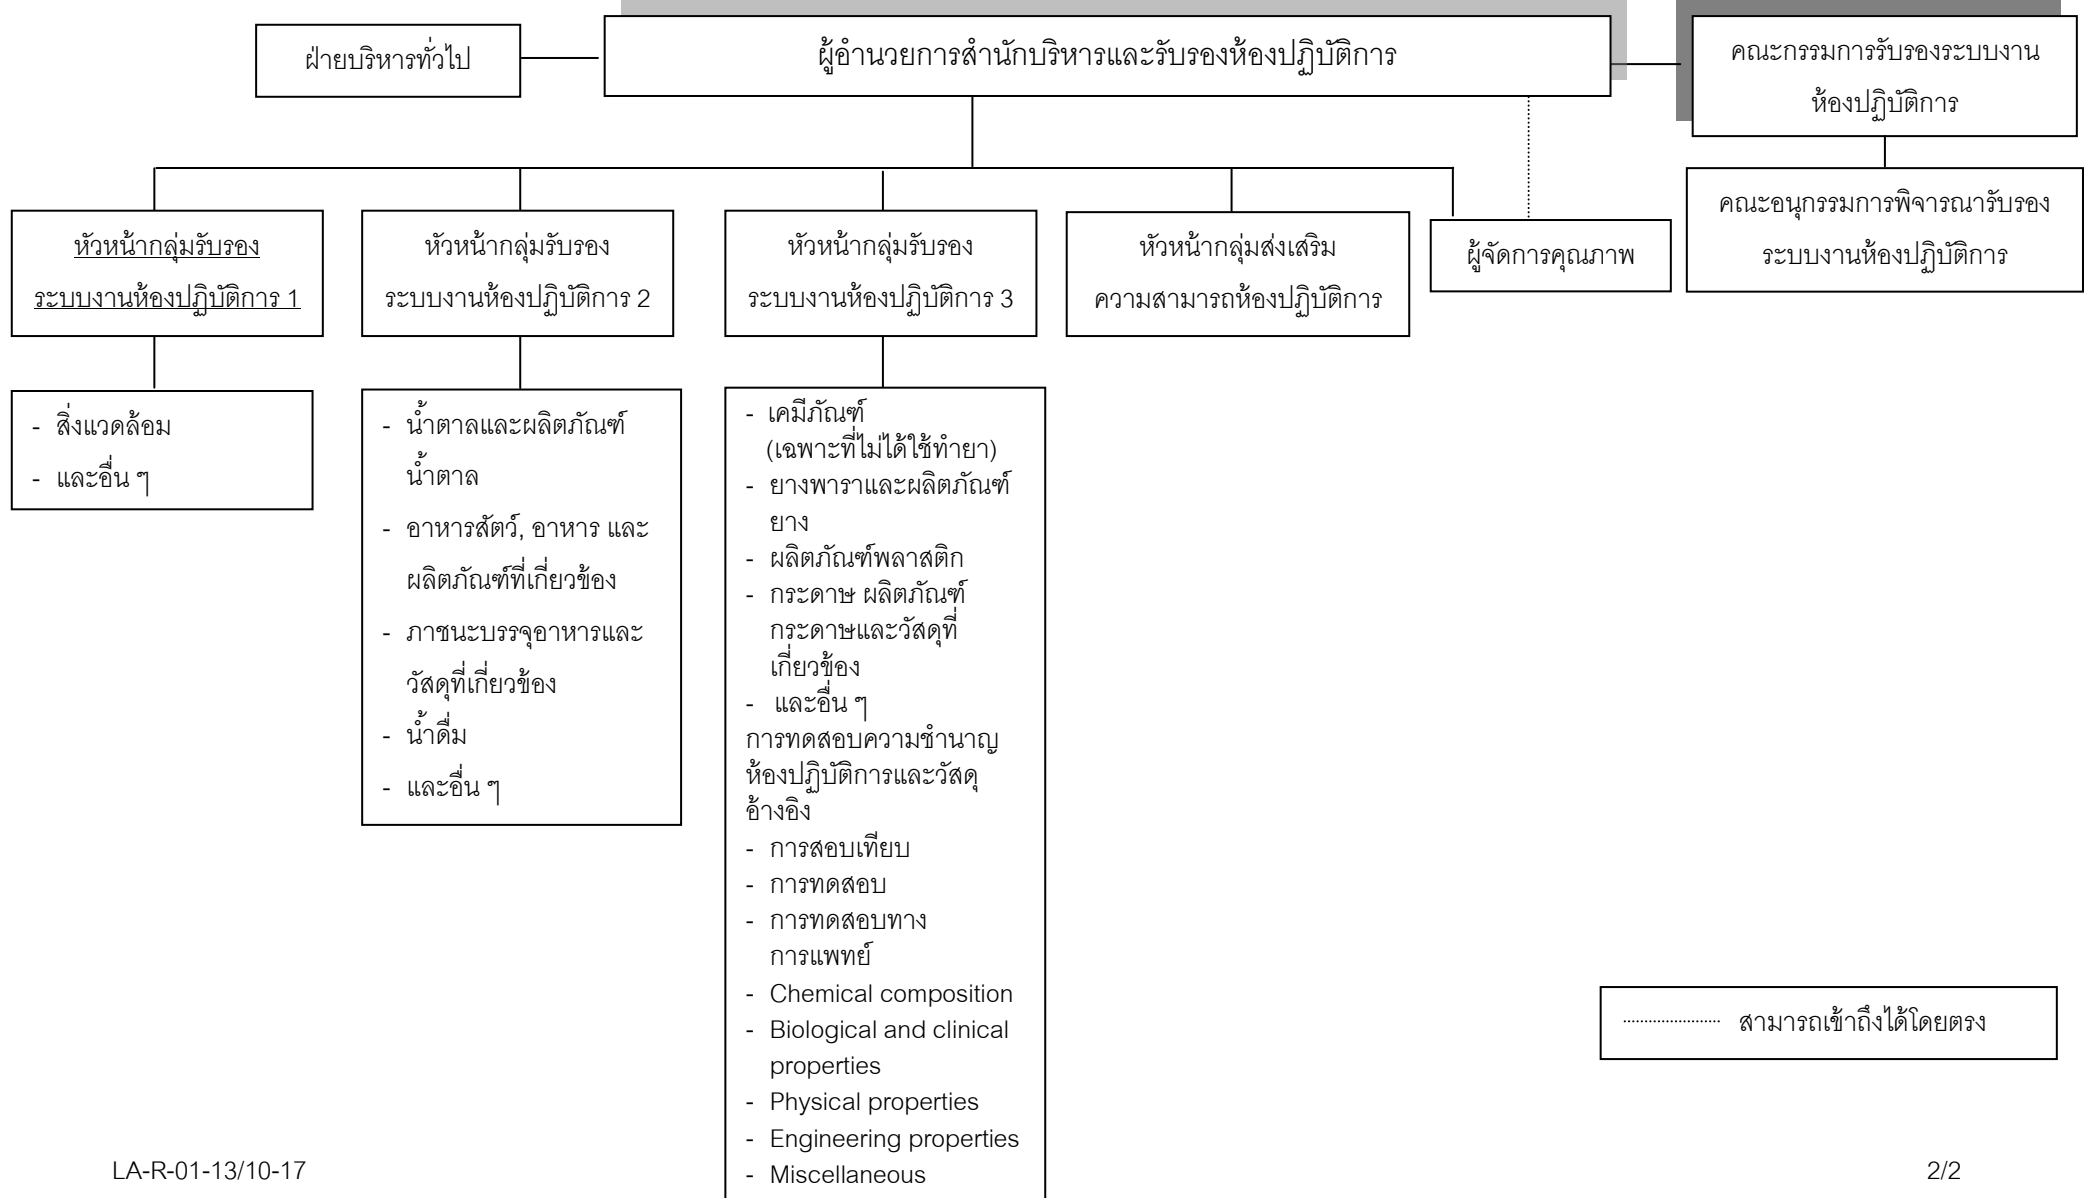 ฝ่ายบริหารทั่วไป
ผู้อำนวยการสำนักบริหารและรับรองห้องปฏิบัติการ
คณะกรรมการรับรองระบบงาน
ห้องปฏิบัติการ
คณะอนุกรรมการพิจารณารับรอง
ระบบงานห้องปฏิบัติการ
หัวหน้ากลุ่มรับรอง
ระบบงานห้องปฏิบัติการ 1
หัวหน้ากลุ่มรับรอง
ระบบงานห้องปฏิบัติการ 2
หัวหน้ากลุ่มรับรอง
ระบบงานห้องปฏิบัติการ 3
หัวหน้ากลุ่มส่งเสริม
ความสามารถห้องปฏิบัติการ
ผู้จัดการคุณภาพ
- สิ่งแวดล้อม
- และอื่น ๆ
- น้ำตาลและผลิตภัณฑ์
น้ำตาล
- อาหารสัตว์, อาหาร และ
ผลิตภัณฑ์ที่เกี่ยวข้อง
- ภาชนะบรรจุอาหารและ
วัสดุที่เกี่ยวข้อง
- น้ำดื่ม
- และอื่น ๆ
- เคมีภัณฑ์
(เฉพาะที่ไม่ได้ใช้ทำยา)
- ยางพาราและผลิตภัณฑ์
ยาง
- ผลิตภัณฑ์พลาสติก
- กระดาษ ผลิตภัณฑ์
กระดาษและวัสดุที่
เกี่ยวข้อง
- และอื่น ๆ
การทดสอบความชำนาญ
ห้องปฏิบัติการและวัสดุ
อ้างอิง
- การสอบเทียบ
- การทดสอบ
- การทดสอบทาง
การแพทย์
- Chemical composition
- Biological and clinical
properties
- Physical properties
- Engineering properties
- Miscellaneous
สามารถเข้าถึงได้โดยตรง
LA-R-01-13/10-17
2/2